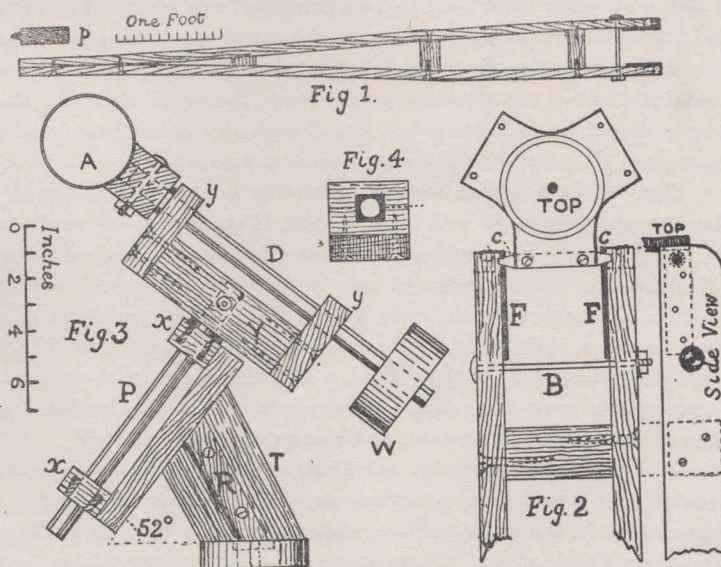 One Foot
p
Fig 1.
A
y
Fig. 4
TOP
TOP
Inches
0
2
4
6
D
y
c
c
Fig.3
x
F
F
Side View
P
B
W
x
R
T
Fig. 2
52°